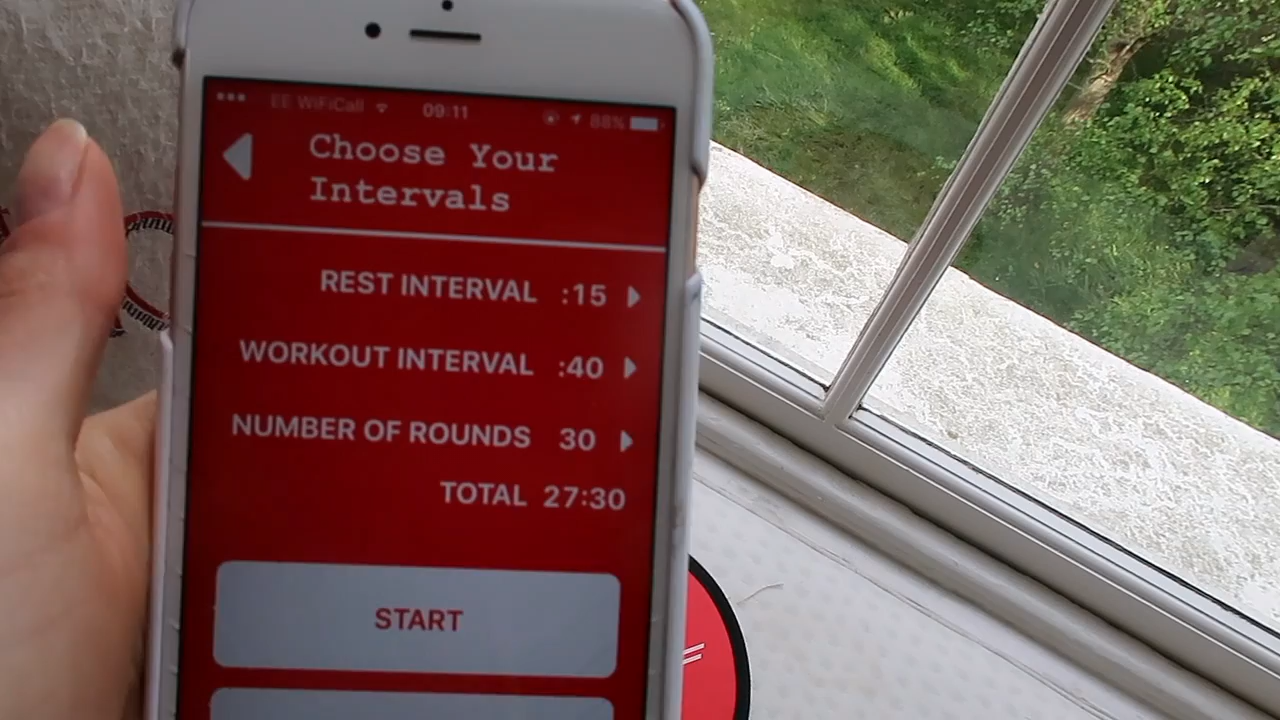 EE WiFiCall 09:11 88%
Choose Your
Intervals
REST INTERVAL :15
WORKOUT INTERVAL :40
NUMBER OF ROUNDS 30
TOTAL 27:30
START